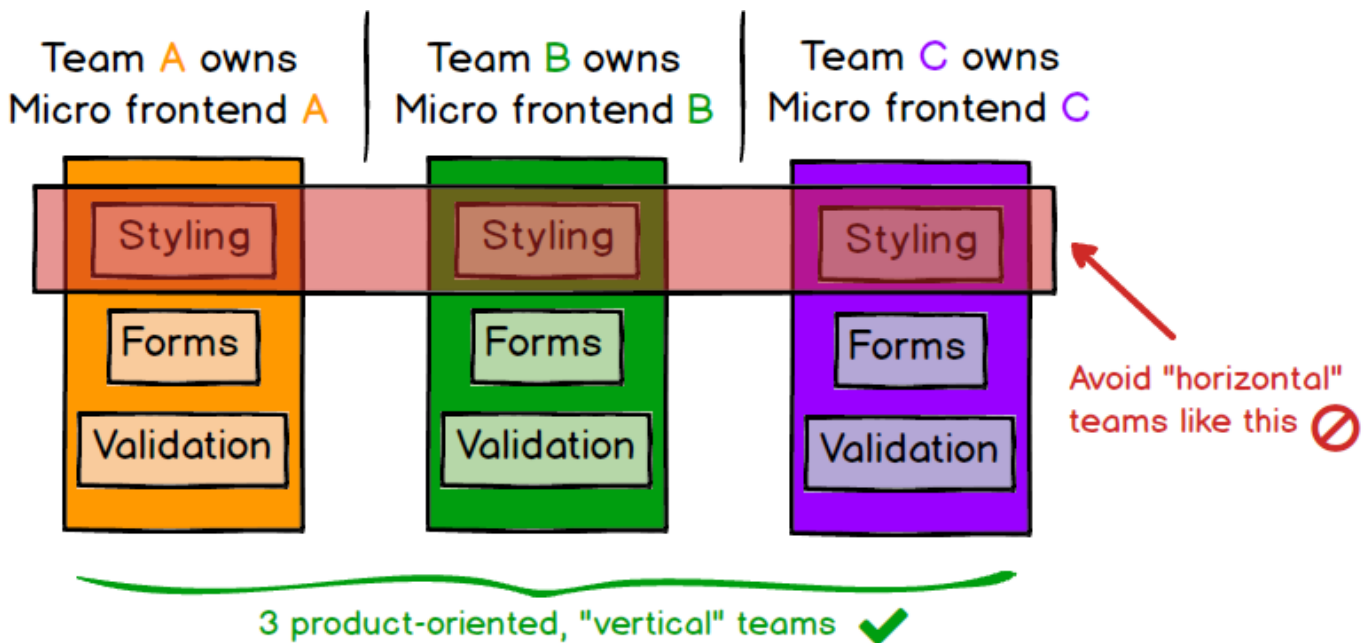 Team A owns
Micro frontend A
Team B owns
Micro frontend B
Team C owns
Micro frontend C
Styling
Styling
Styling
Forms
Forms
Forms
Validation
Validation
Validation
Avoid "horizontal"
teams like this
3 product-oriented, "vertical" teams